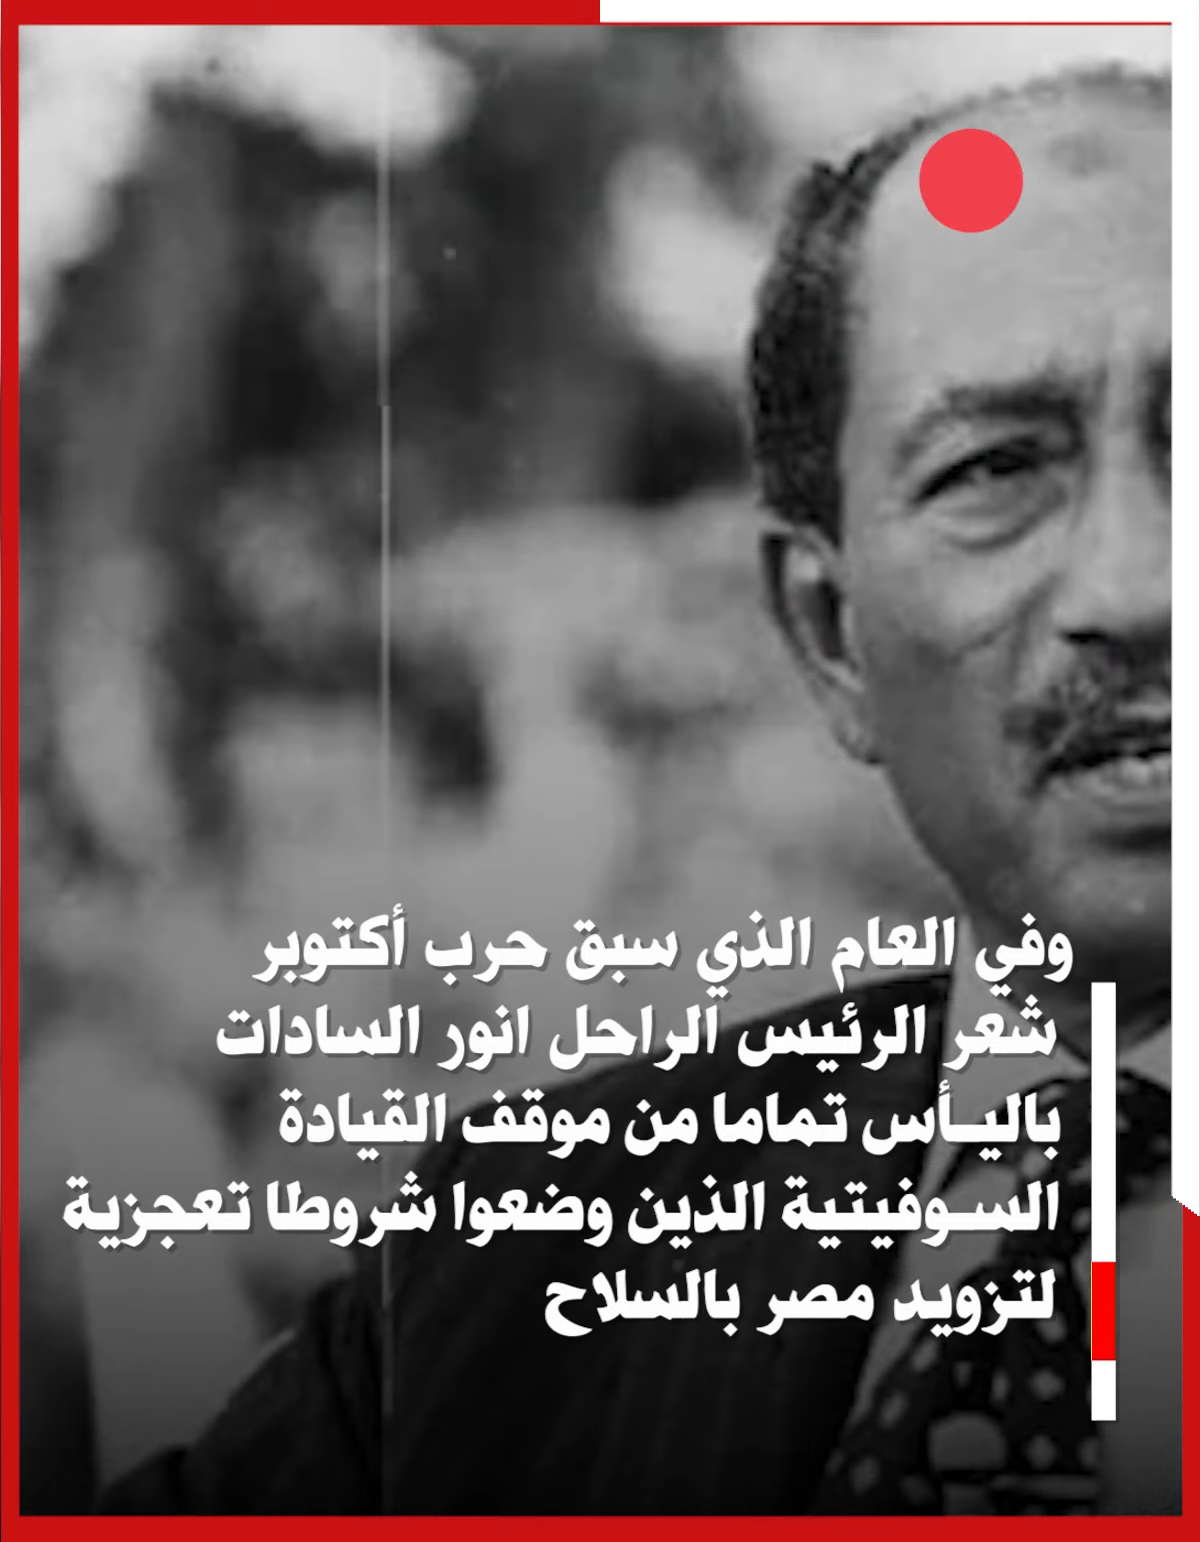 وفي العام الذي سبق حرب أكتوبر
شعر الرئيس الراحل انور السادات
باليـأس تماما من موقف القيادة
السـوفيتية الذين وضعوا شروطا تعجزية
لتزويد مصر بالسلاح